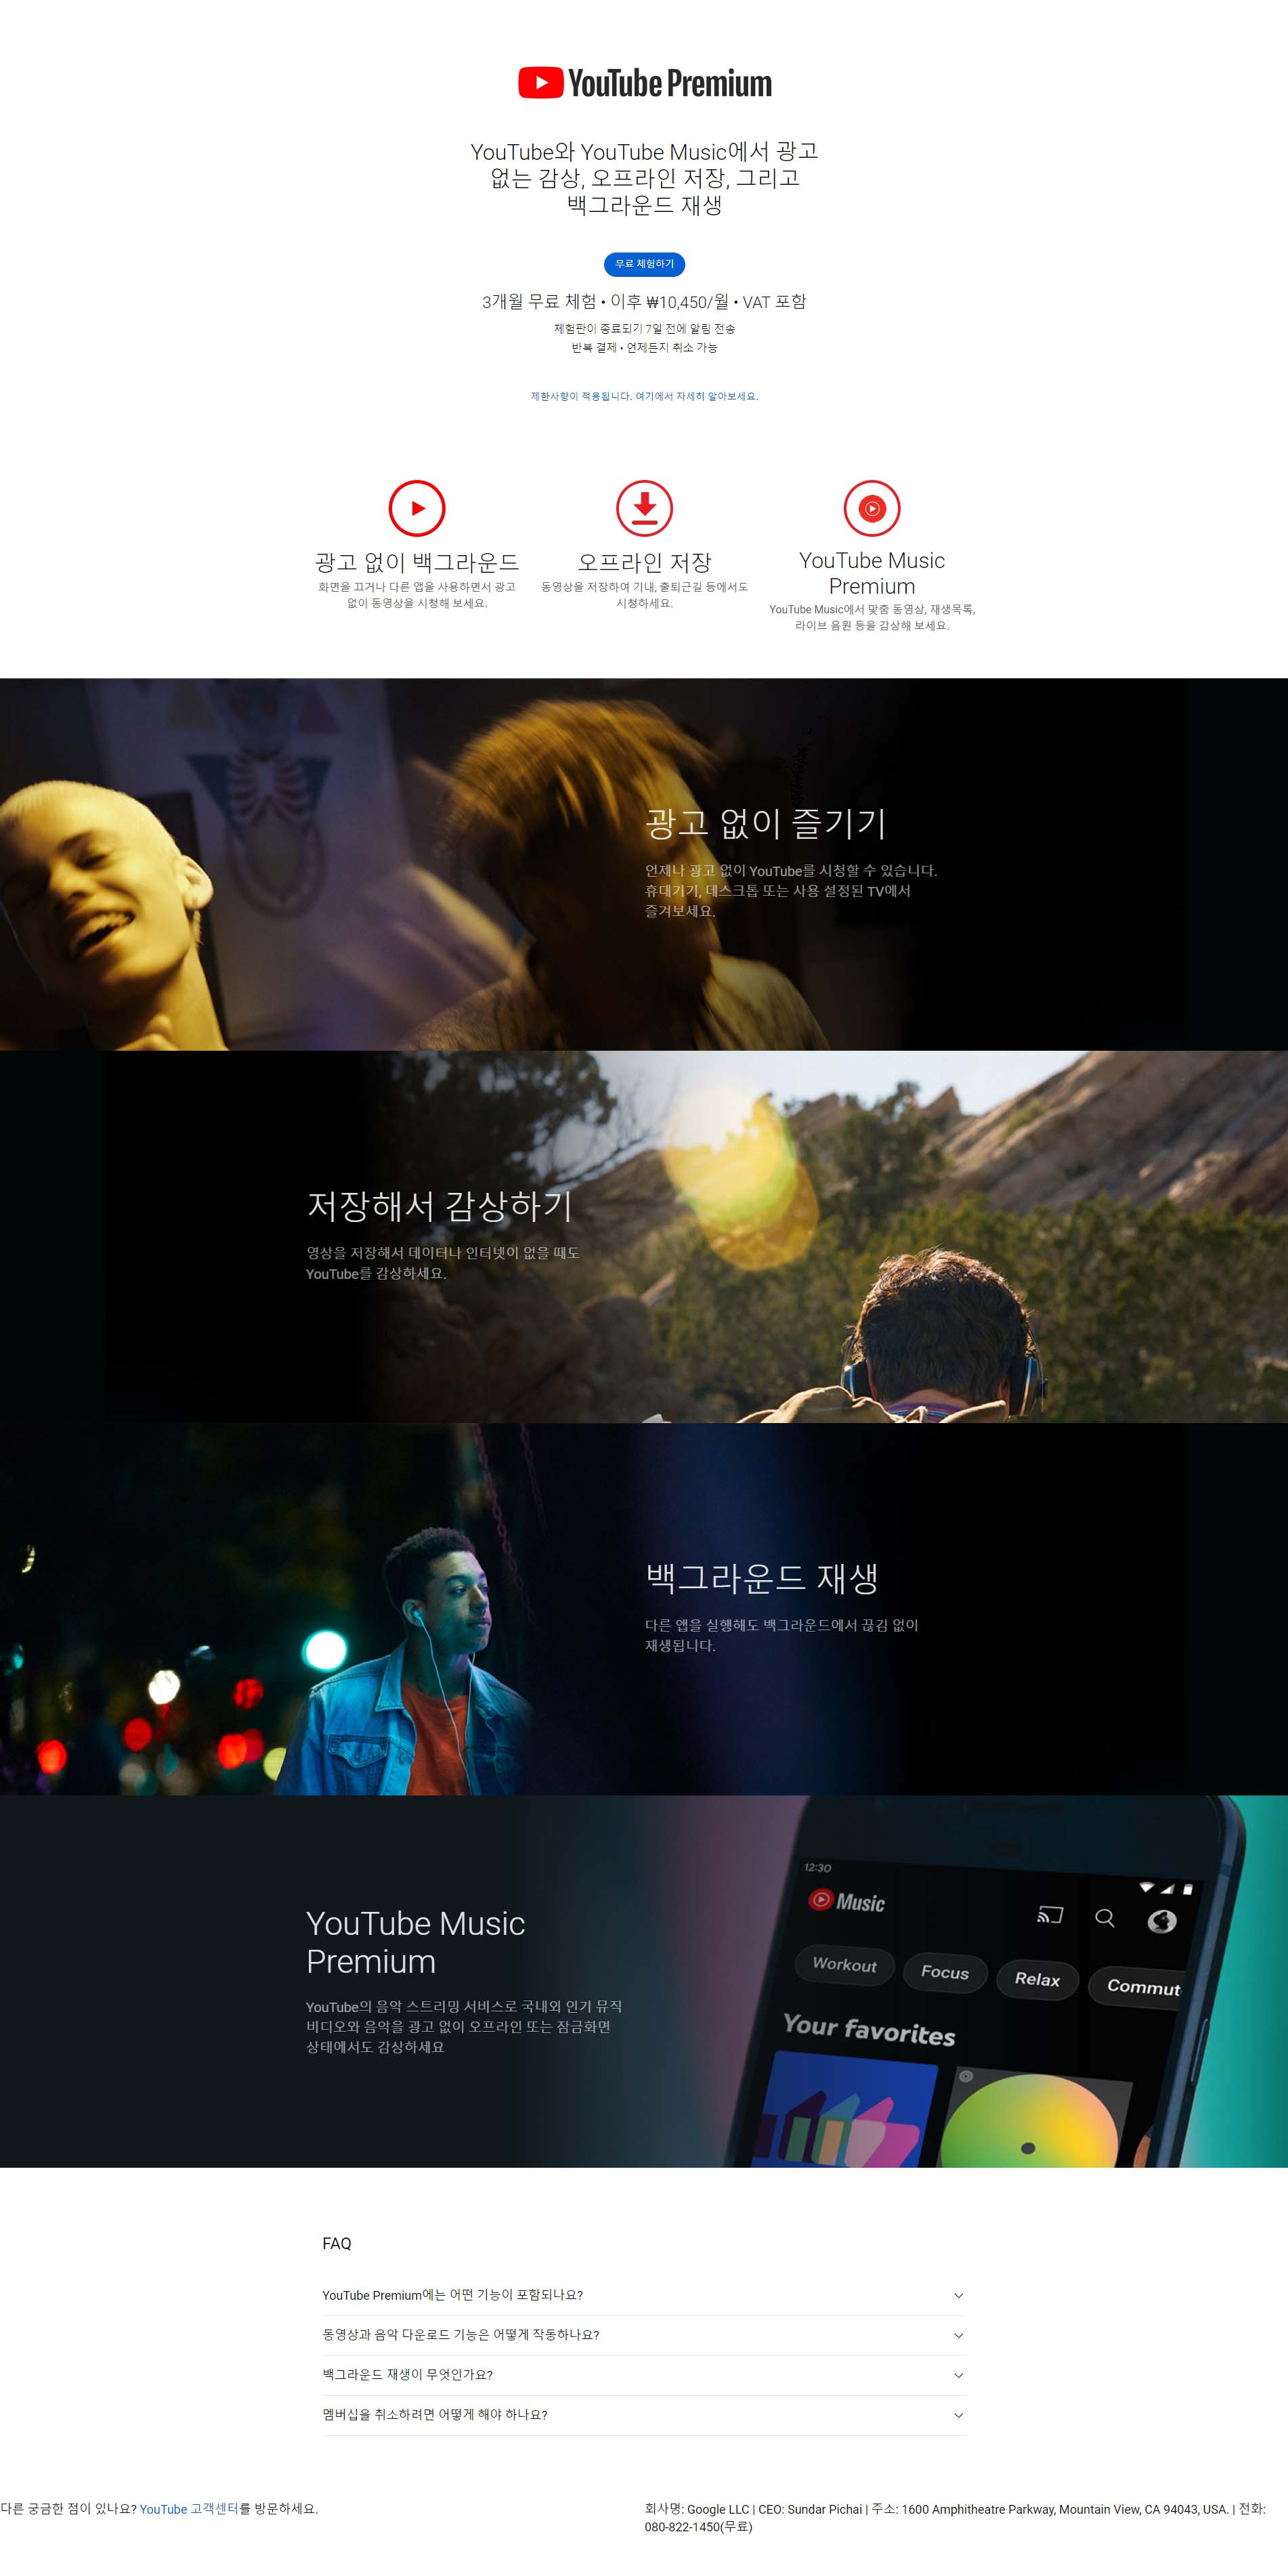 YouTube Premium
YouTube와 YouTube Music에서 광고
없는 감상, 오프라인 저장, 그리고
백그라운드 재생
무료 체험하기
3개월 무료 체험 • 이후 ₩10,450/월 • VAT 포함
체험판이 종료되기 7일 전에 알림 전송
반복 결제 • 언제든지 취소 가능
제한사항이 적용됩니다. 여기에서 자세히 알아보세요.
광고 없이 백그라운드
화면을 끄거나 다른 앱을 사용하면서 광고
없이 동영상을 시청해 보세요.
오프라인 저장
동영상을 저장하여 기내, 출퇴근길 등에서도
시청하세요.
YouTube Music
Premium
YouTube Music에서 맞춤 동영상, 재생목록,
라이브 음원 등을 감상해 보세요.
광고 없이 즐기기
언제나 광고 없이 YouTube를 시청할 수 있습니다.
휴대기기, 데스크톱 또는 사용 설정된 TV에서
즐겨보세요.
저장해서 감상하기
영상을 저장해서 데이터나 인터넷이 없을 때도
YouTube를 감상하세요.
백그라운드 재생
다른 앱을 실행해도 백그라운드에서 끊김 없이
재생됩니다.
YouTube Music
Premium
YouTube의 음악 스트리밍 서비스로 국내외 인기 뮤직
비디오와 음악을 광고 없이 오프라인 또는 잠금화면
상태에서도 감상하세요
12:30
Music
Workout
Focus
Relax
Commut
Your favorites
FAQ
YouTube Premium에는 어떤 기능이 포함되나요?
동영상과 음악 다운로드 기능은 어떻게 작동하나요?
백그라운드 재생이 무엇인가요?
멤버십을 취소하려면 어떻게 해야 하나요?
다른 궁금한 점이 있나요? YouTube 고객센터를 방문하세요.
회사명: Google LLC | CEO: Sundar Pichai | 주소: 1600 Amphitheatre Parkway, Mountain View, CA 94043, USA. | 전화:
080-822-1450(무료)